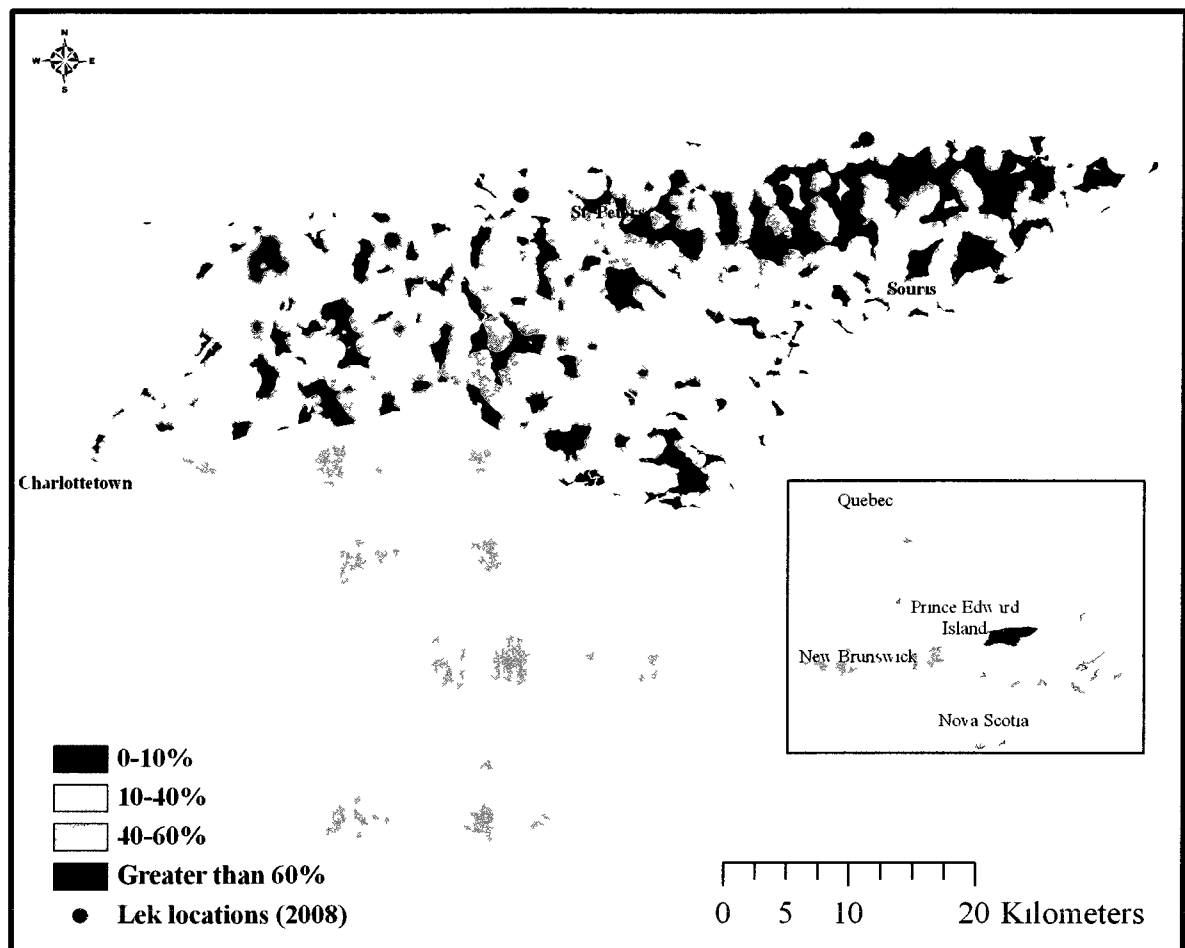 N
W E
S
St. Peters
Souris
Charlottetown
Quebec
Prince Edward
Island
New Brunswick
Nova Scotia
0-10%
10-40%
40-60%
Greater than 60%
Lek locations (2008)
0 5 10 20 Kilometers